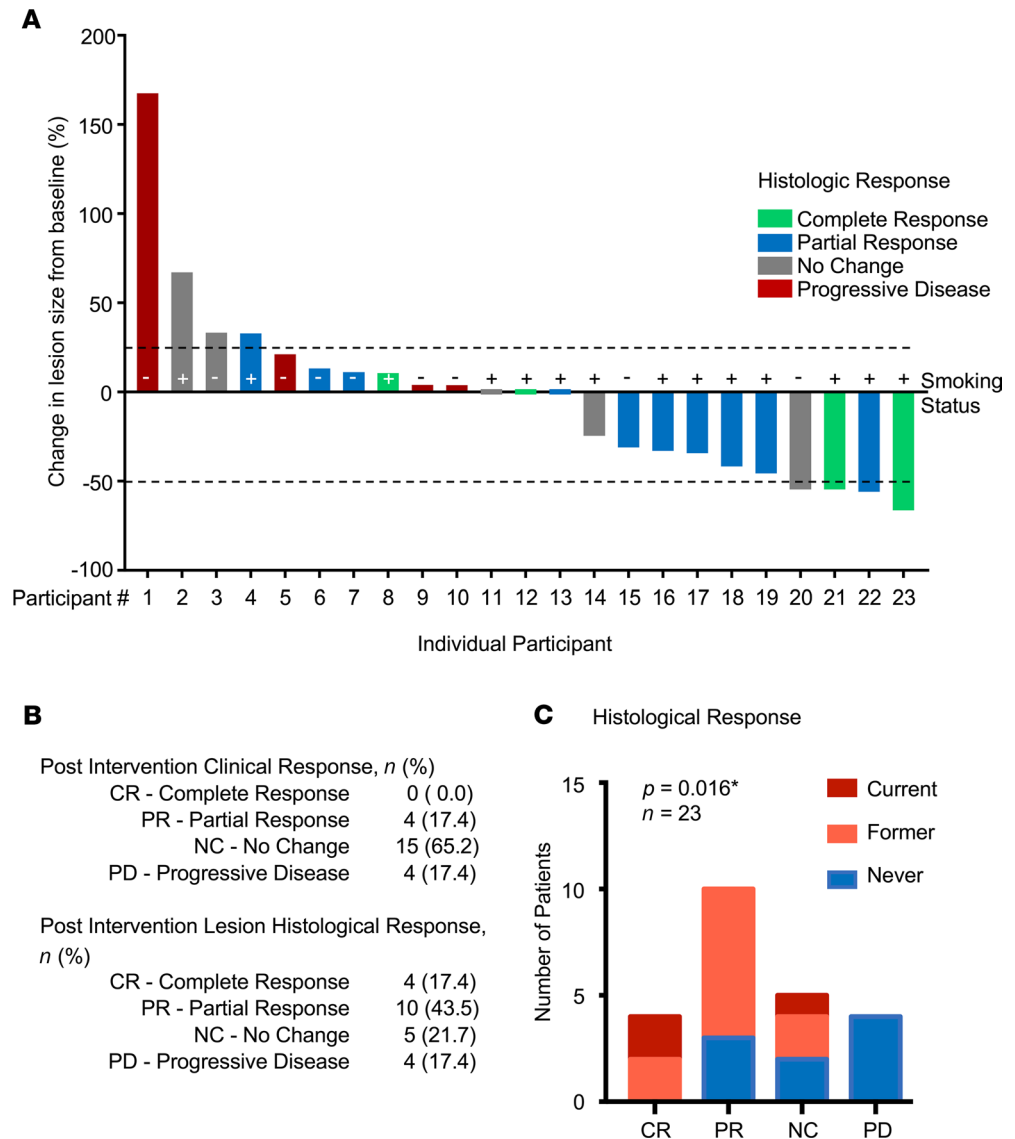 A
200
150
100
50
0
-50
-100
Change in lesion size from baseline (%)
Histologic Response
Complete Response
Partial Response
No Change
Progressive Disease
- + - + - - - + - - + + + + - + + + + - + + +
Smoking
Status
Participant # 1 2 3 4 5 6 7 8 9 10 11 12 13 14 15 16 17 18 19 20 21 22 23
Individual Participant
B
Post Intervention Clinical Response, n (%)
CR - Complete Response 0 ( 0.0)
PR - Partial Response 4 (17.4)
NC - No Change 15 (65.2)
PD - Progressive Disease 4 (17.4)
Post Intervention Lesion Histological Response,
n (%)
CR - Complete Response 4 (17.4)
PR - Partial Response 10 (43.5)
NC - No Change 5 (21.7)
PD - Progressive Disease 4 (17.4)
C Histological Response
15
10
5
0
Number of Patients
p = 0.016*
n = 23
Current
Former
Never
CR PR NC PD